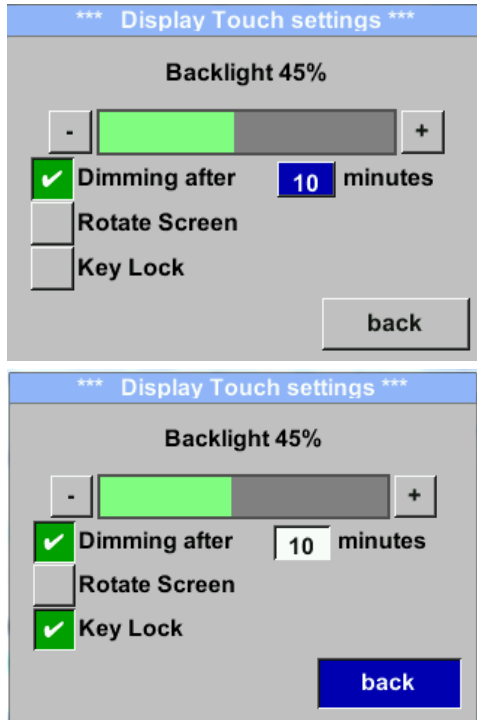 *** Display Touch settings ***
Backlight 45%
- +
Dimming after 10 minutes
Rotate Screen
Key Lock
back
*** Display Touch settings ***
Backlight 45%
- +
Dimming after 10 minutes
Rotate Screen
Key Lock
back